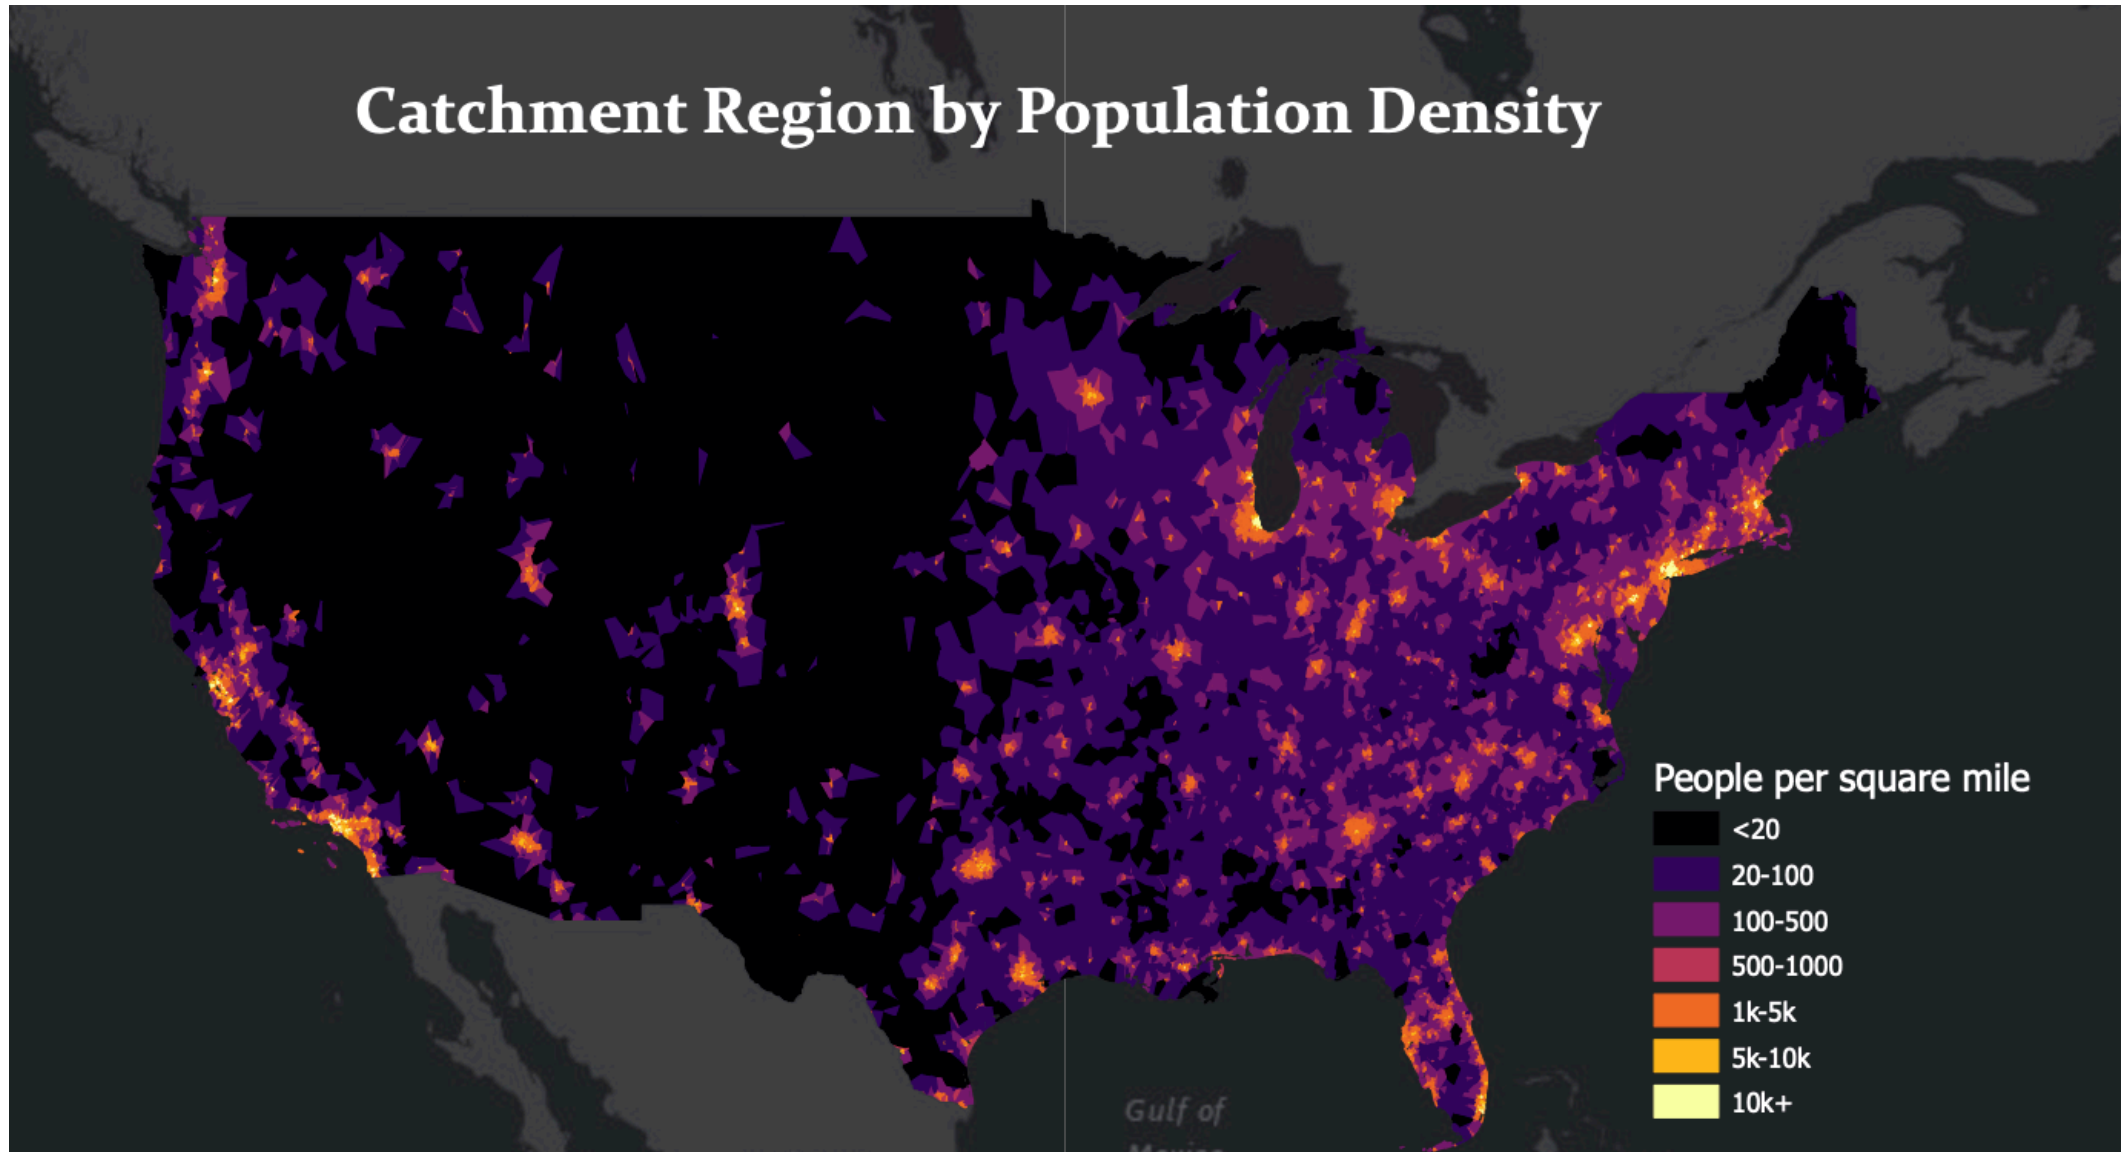 Catchment Region by Population Density
People per square mile
<20
20-100
100-500
500-1000
1k-5k
5k-10k
10k+
Gulf of